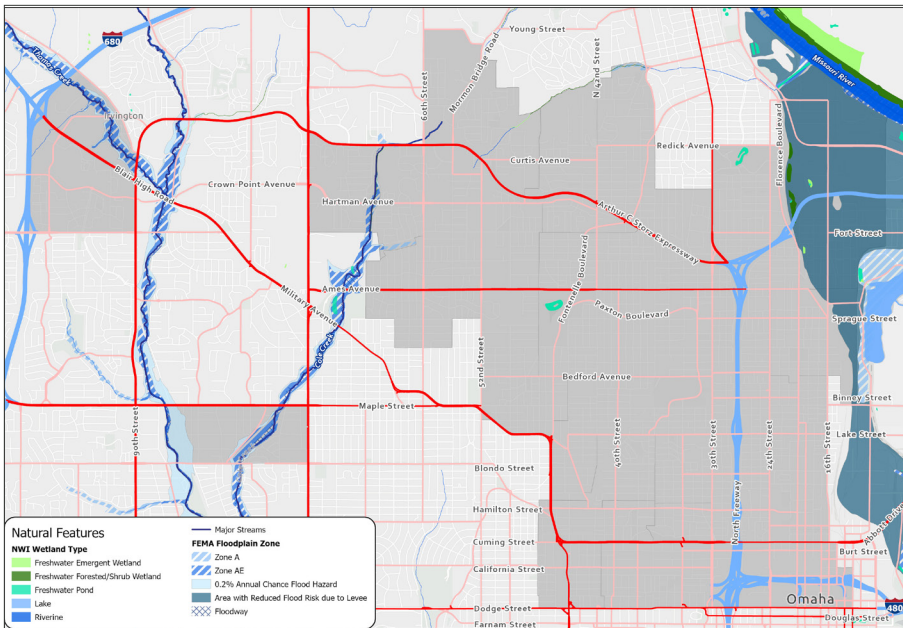 Young Street
680
Thomas Creek
Mormon Bridge Road
60th Street
N 42nd Street
Missouri River
River
Irvington
Redick Avenue
Curtis Avenue
Florence Boulevard
Blair High Road
Crown Point Avenue
Hartman Avenue
Arthur C Storz Expressway
Fort Street
Ames Avenue
Fontenelle Boulevard
Paxton Boulevard
Military Avenue
Sprague Street
Cole Creek
52nd Street
Bedford Avenue
90th Street
Maple Street
Binney Street
40th Street
30th Street
24th Street
16th Street
Lake Street
Blondo Street
North Freeway
Hamilton Street
Abbott Drive
Cuming Street
Burt Street
California Street
Omaha
480
Dodge Street
Douglas Street
Farnam Street
Natural Features
NWI Wetland Type
Freshwater Emergent Wetland
Freshwater Forested/Shrub Wetland
Freshwater Pond
Lake
Riverine
Major Streams
FEMA Floodplain Zone
Zone A
Zone AE
0.2% Annual Chance Flood Hazard
Area with Reduced Flood Risk due to Levee
Floodway